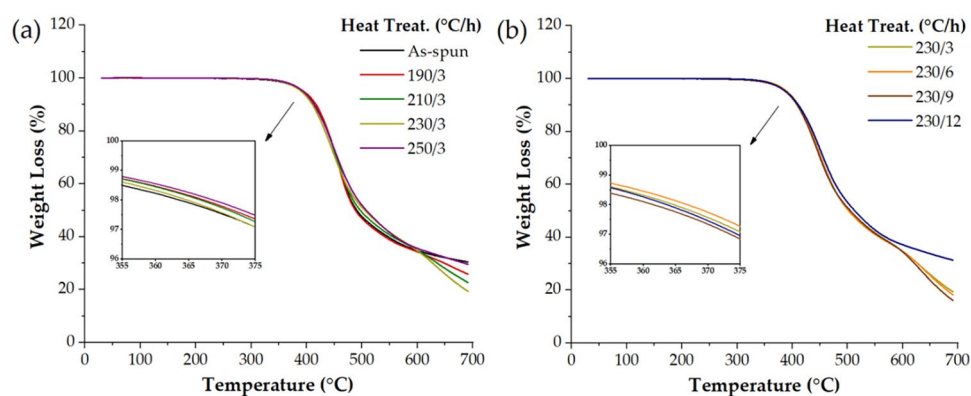 (a)
Heat Treat. (°C/h)
As-spun
190/3
210/3
230/3
250/3
Weight Loss (%)
120
100
80
60
40
20
0
100
99
98
97
96
355 360 365 370 375
0 100 200 300 400 500 600 700
Temperature (°C)
(b)
Heat Treat. (°C/h)
230/3
230/6
230/9
230/12
Weight Loss (%)
120
100
80
60
40
20
0
100
99
98
97
96
355 360 365 370 375
0 100 200 300 400 500 600 700
Temperature (°C)